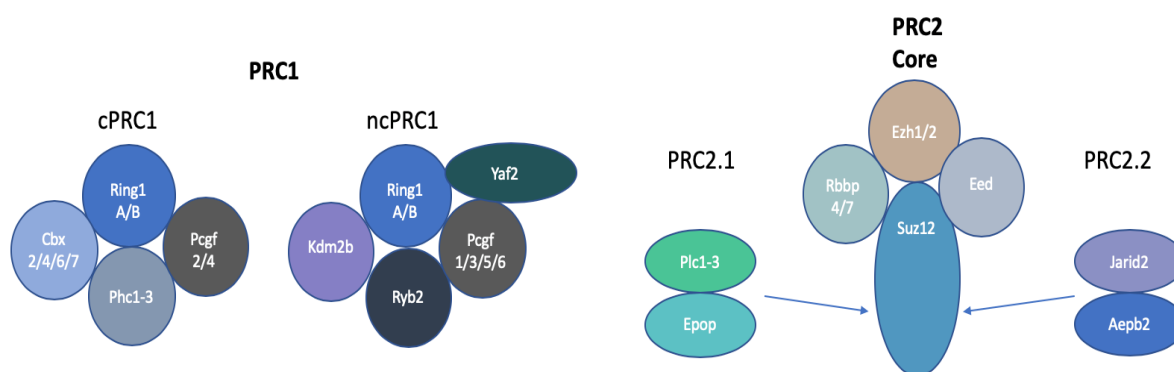 PRC1
cPRC1
Ring1
A/B
Cbx
2/4/6/7
Pcgf
2/4
Phc1-3
ncPRC1
Ring1
A/B
Yaf2
Kdm2b
Pcgf
1/3/5/6
Ryb2
PRC2
Core
Ezh1/2
Rbbp
4/7
Eed
Suz12
PRC2.1
Plc1-3
Epop
PRC2.2
Jarid2
Aepb2